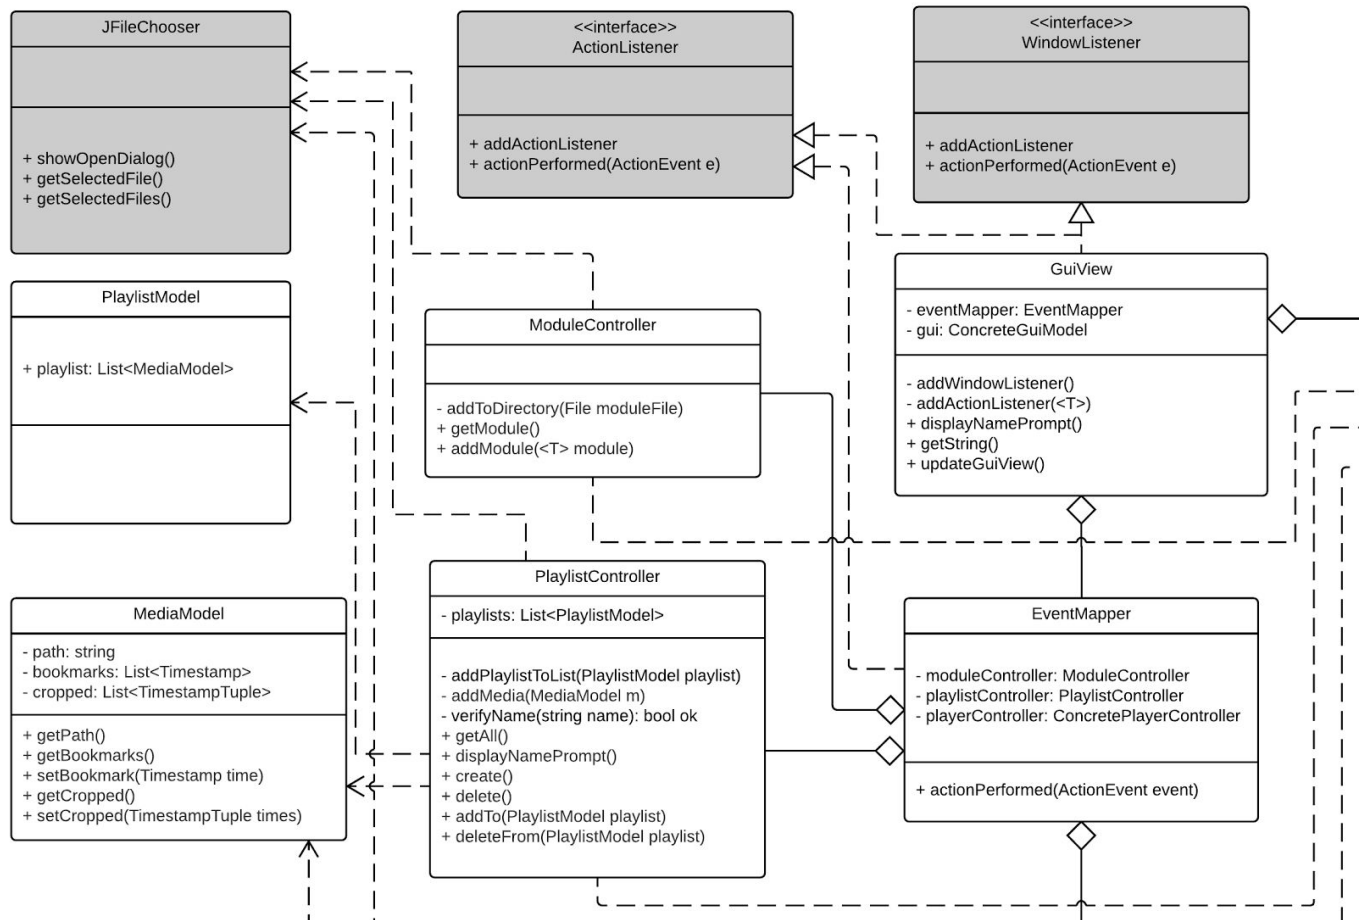 JFileChooser
+ showOpenDialog()
+ getSelectedFile()
+ getSelectedFiles()
<<interface>>
ActionListener
+ addActionListener
+ actionPerformed(ActionEvent e)
<<interface>>
WindowListener
+ addActionListener
+ actionPerformed(ActionEvent e)
PlaylistModel
+ playlist: List<MediaModel>
ModuleController
- addToDirectory(File moduleFile)
+ getModule()
+ addModule(<T> module)
GuiView
- eventMapper: EventMapper
- gui: ConcreteGuiModel
- addWindowListener()
- addActionListener(<T>)
+ displayNamePrompt()
+ getString()
+ updateGuiView()
MediaModel
- path: string
- bookmarks: List<Timestamp>
- cropped: List<TimestampTuple>
+ getPath()
+ getBookmarks()
+ setBookmark(Timestamp time)
+ getCropped()
+ setCropped(TimestampTuple times)
PlaylistController
- playlists: List<PlaylistModel>
- addPlaylistToList(PlaylistModel playlist)
- addMedia(MediaModel m)
- verifyName(string name): bool ok
+ getAll()
+ displayNamePrompt()
+ create()
+ delete()
+ addTo(PlaylistModel playlist)
+ deleteFrom(PlaylistModel playlist)
EventMapper
- moduleController: ModuleController
- playlistController: PlaylistController
- playerController: ConcretePlayerController
+ actionPerformed(ActionEvent event)